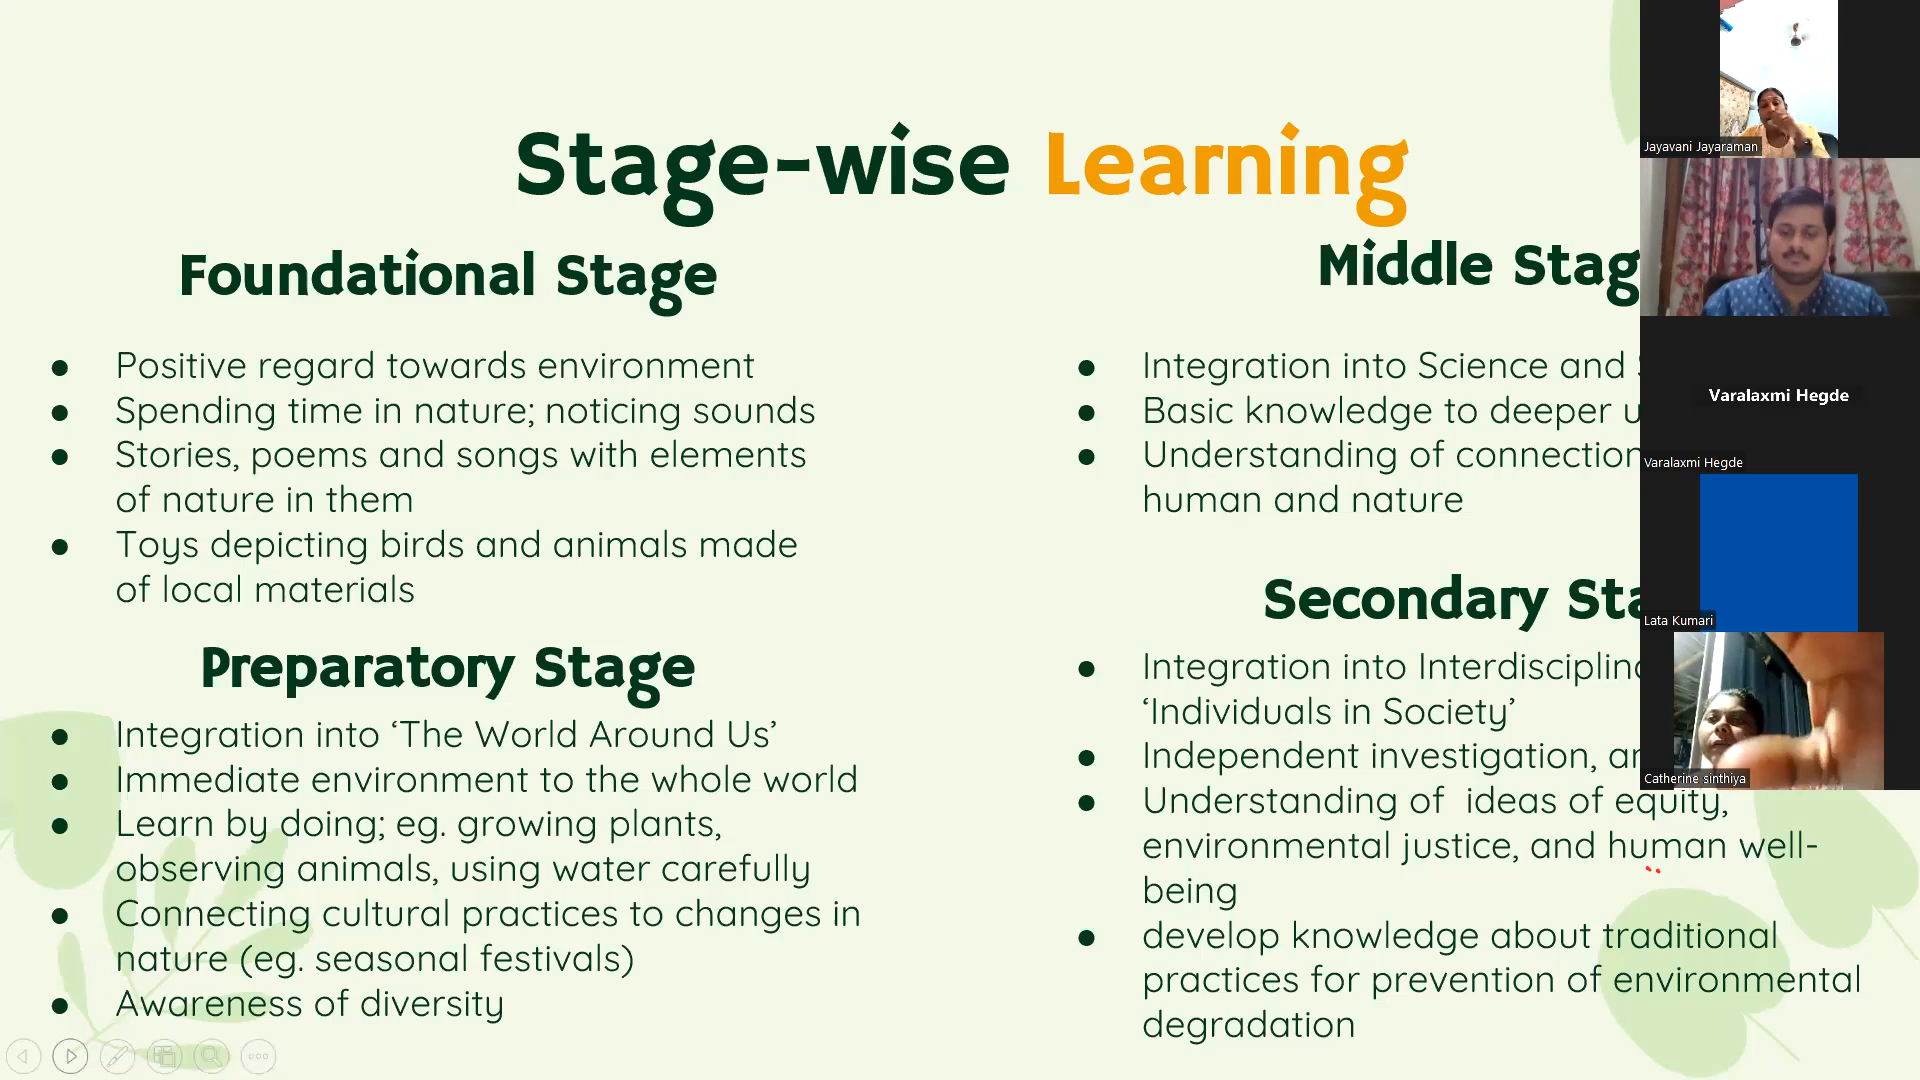 Stage-wise Learning
Foundational Stage
● Positive regard towards environment
● Spending time in nature; noticing sounds
● Stories, poems and songs with elements
of nature in them
● Toys depicting birds and animals made
of local materials
Preparatory Stage
● Integration into ‘The World Around Us’
● Immediate environment to the whole world
● Learn by doing; eg. growing plants,
observing animals, using water carefully
● Connecting cultural practices to changes in
nature (eg. seasonal festivals)
● Awareness of diversity
Middle
● Integration into Science and
● Basic knowledge to deeper
● Understanding of
human and nature
Secondary
● Integration into
‘Individuals in Society’
● Independent investigation,
● Understanding of  ideas of equity,
environmental justice, and human well-
being
● develop knowledge about traditional
practices for prevention of environmental
degradation
Jayavani Jayaraman
Varalaxmi Hegde
Varalaxmi Hegde
Lata Kumari
Catherine sinthiya